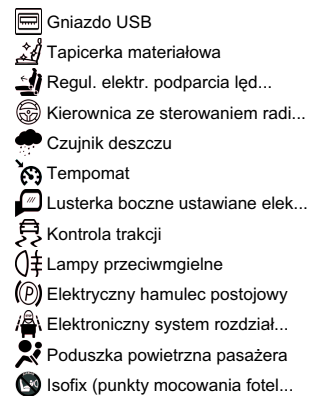 Gniazdo USB
Tapicerka materiałowa
Regul. elektr. podparcia lęd...
Kierownica ze sterowaniem radi...
Czujnik deszczu
Tempomat
Lusterka boczne ustawiane elek...
Kontrola trakcji
Lampy przeciwmgielne
(P) Elektryczny hamulec postojowy
Elektroniczny system rozdział...
Poduszka powietrzna pasażera
Isofix (punkty mocowania fotel...